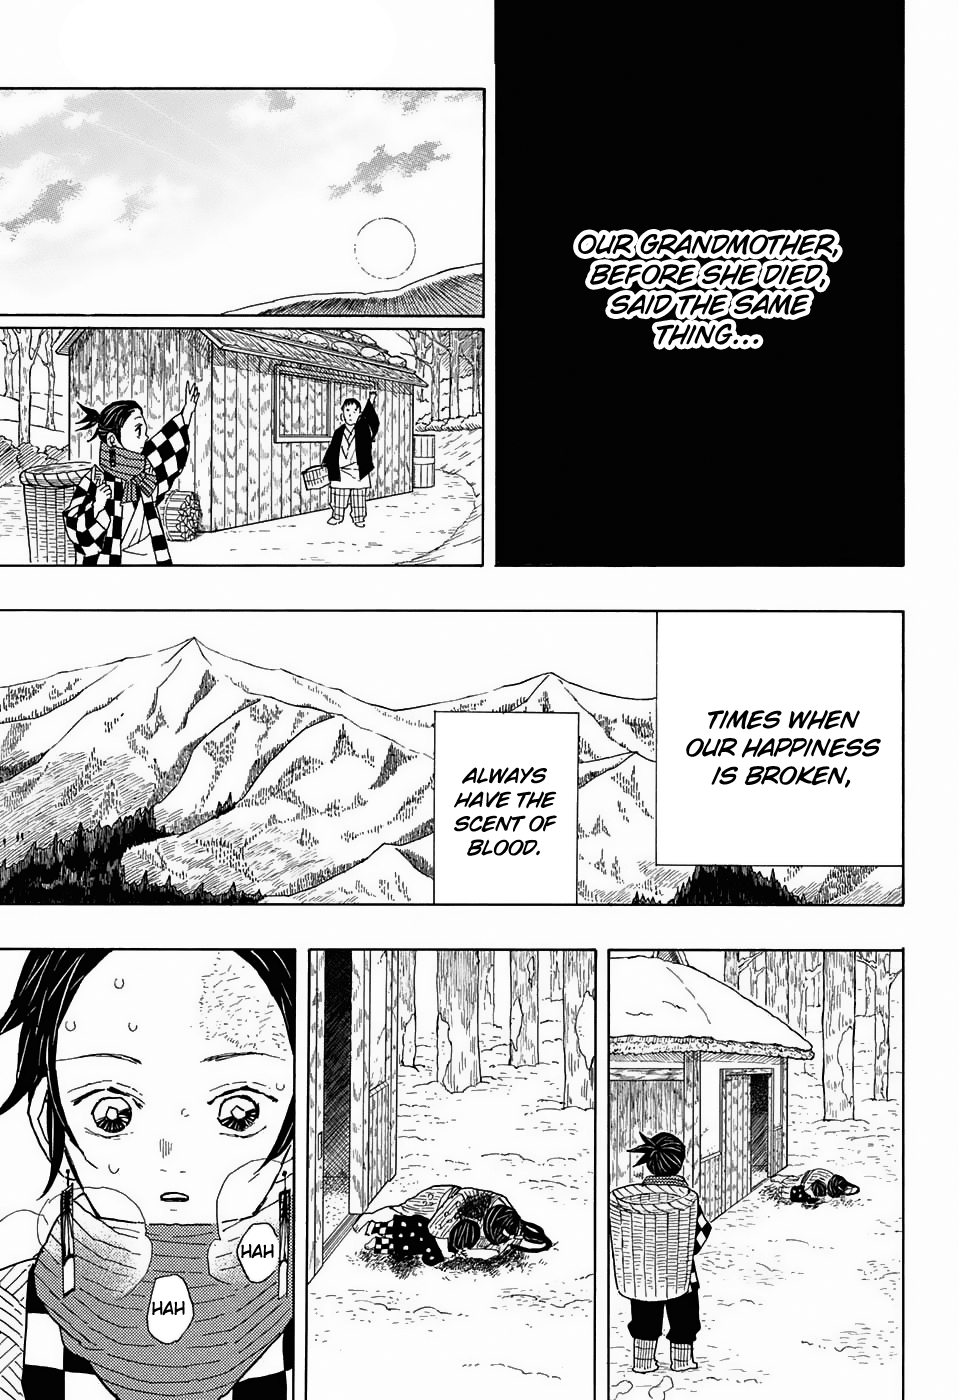 OUR GRANDMOTHER,
BEFORE SHE DIED,
SAID THE SAME
THING...
TIMES WHEN
OUR HAPPINESS
IS BROKEN,
ALWAYS
HAVE THE
SCENT OF
BLOOD.
HAH
HAH